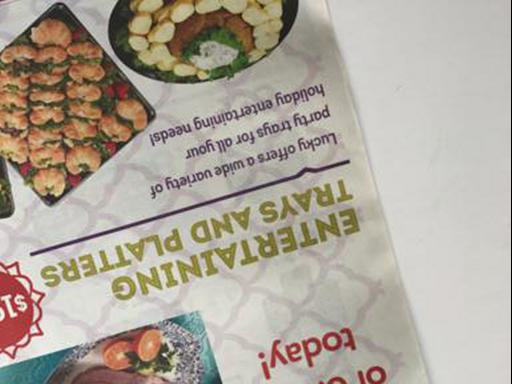 today!
ENTERTAINING
TRAYS AND PLATTERS
Lucky offers a wide variety of
party trays for all your
holiday entertaining needs!